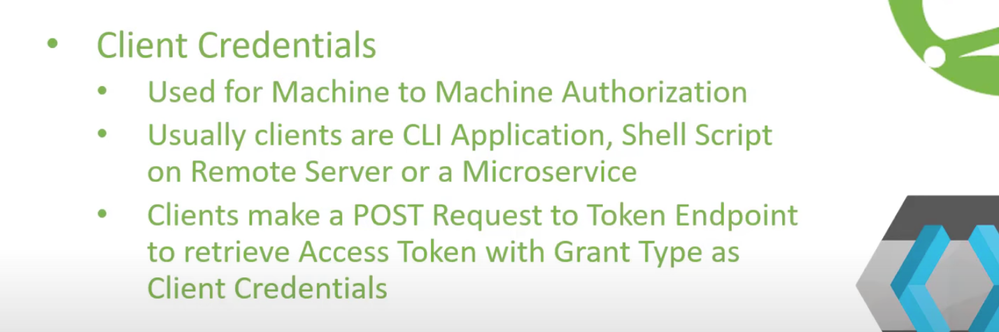 • Client Credentials
• Used for Machine to Machine Authorization
• Usually clients are CLI Application, Shell Script
on Remote Server or a Microservice
• Clients make a POST Request to Token Endpoint
to retrieve Access Token with Grant Type as
Client Credentials